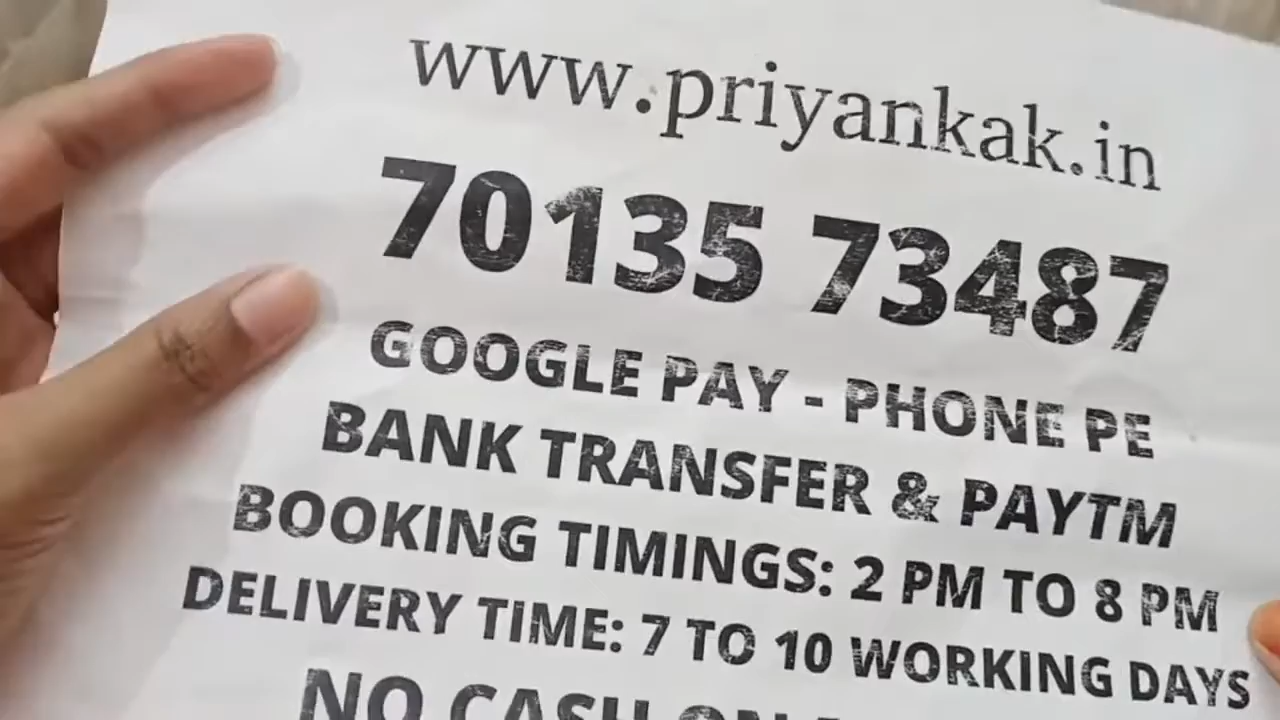 www.priyankak.in
70135 73487
GOOGLE PAY - PHONE PE
BANK TRANSFER & PAYTM
BOOKING TIMINGS: 2 PM TO 8 PM
DELIVERY TIME: 7 TO 10 WORKING DAYS
NO CASH ON